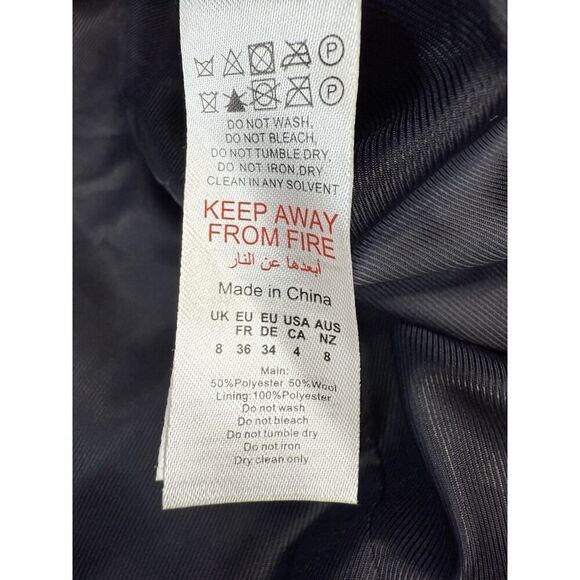 P
P
DO NOT WASH,
DO NOT BLEACH,
DO NOT TUMBLE DRY,
DO NOT IRON,DRY
CLEAN IN ANY SOLVENT
KEEP AWAY
FROM FIRE
أبعدها عن النار
Made in China
UK EU EU USA AUS
FR DE CA NZ
8 36 34 4 8
Main:
50%Polyester 50%Wool
Lining:100%Polyester
Do not wash
Do not bleach
Do not tumble dry
Do not iron
Dry clean only